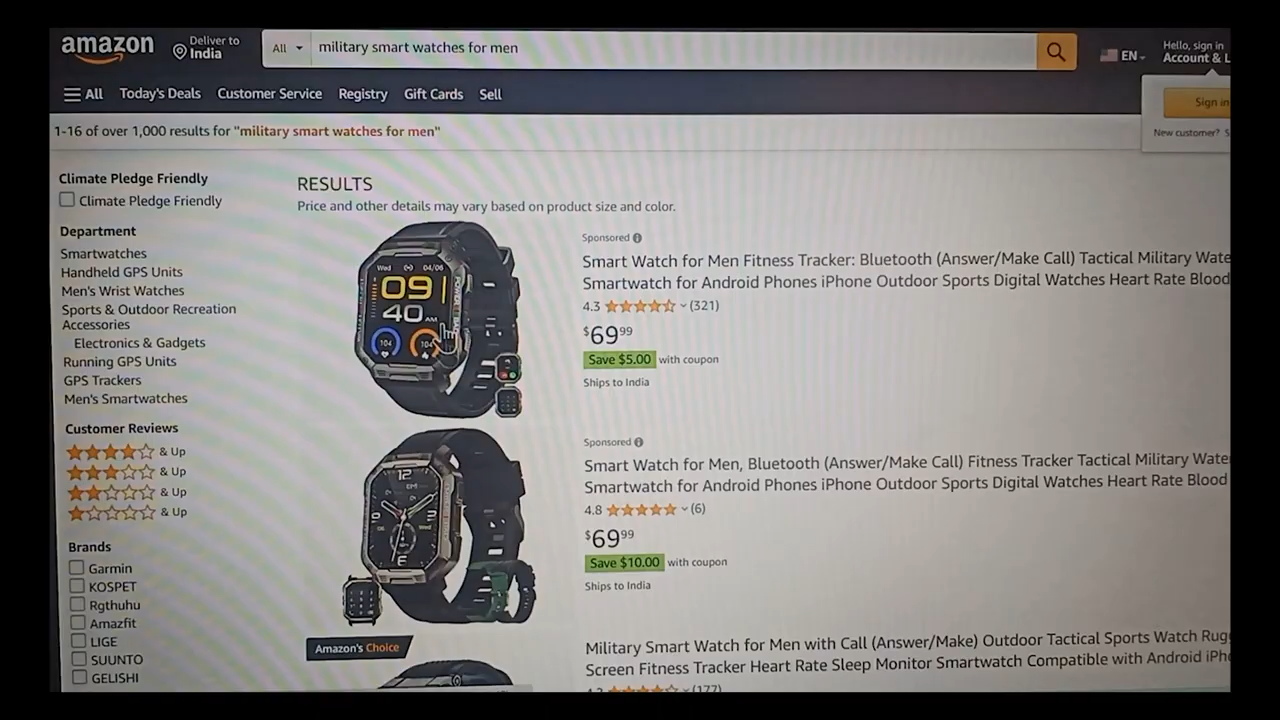 amazon
Deliver to
India
All
military smart watches for men
EN
Hello, sign in
Account & L
All
Today's Deals
Customer Service
Registry
Gift Cards
Sell
Sign in
New customer? S
1-16 of over 1,000 results for "military smart watches for men"
Climate Pledge Friendly
Climate Pledge Friendly
Department
Smartwatches
Handheld GPS Units
Men's Wrist Watches
Sports & Outdoor Recreation
Accessories
Electronics & Gadgets
Running GPS Units
GPS Trackers
Men's Smartwatches
Customer Reviews
& Up
& Up
& Up
& Up
Brands
Garmin
KOSPET
Rgthuhu
Amazfit
LIGE
SUUNTO
GELISHI
RESULTS
Price and other details may vary based on product size and color.
Wed 04/06
09
40 AM
104 104
Sponsored
Smart Watch for Men Fitness Tracker: Bluetooth (Answer/Make Call) Tactical Military Wate
Smartwatch for Android Phones iPhone Outdoor Sports Digital Watches Heart Rate Blood
4.3 (321)
$69.99
Save $5.00 with coupon
Ships to India
12
Sponsored
Smart Watch for Men, Bluetooth (Answer/Make Call) Fitness Tracker Tactical Military Wate
Smartwatch for Android Phones iPhone Outdoor Sports Digital Watches Heart Rate Blood
4.8 (6)
$69.99
Save $10.00 with coupon
Ships to India
Amazon's Choice
Military Smart Watch for Men with Call (Answer/Make) Outdoor Tactical Sports Watch Rug
Screen Fitness Tracker Heart Rate Sleep Monitor Smartwatch Compatible with Android iPh
(177)